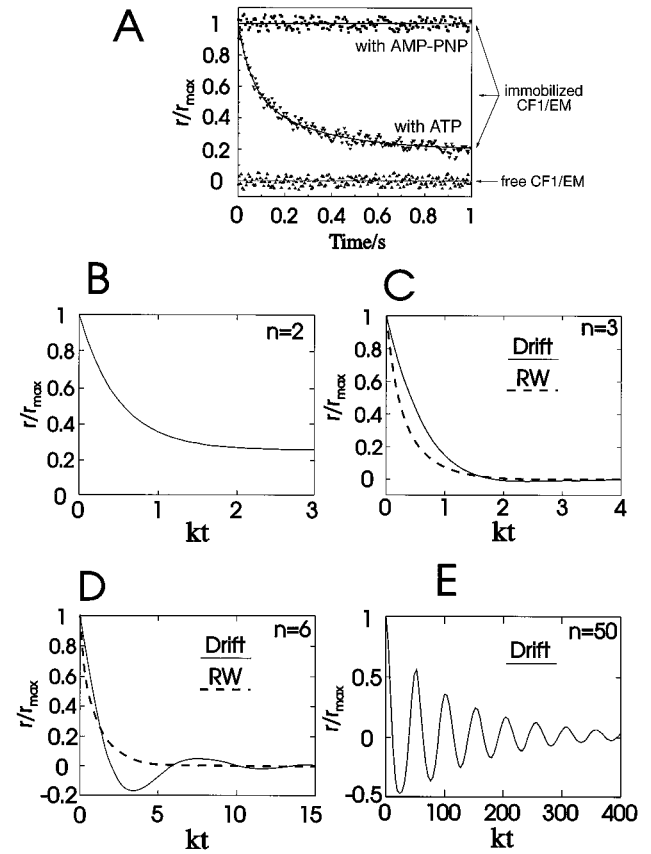 A
r/rmax
1
0.8
0.6
0.4
0.2
0
with AMP-PNP
with ATP
immobilized
CF1/EM
free CF1/EM
0 0.2 0.4 0.6 0.8 1
Time/s
B
r/rmax
1
0.8
0.6
0.4
0.2
0
n=2
0 1 2 3
kt
C
r/rmax
1
0.8
0.6
0.4
0.2
0
n=3
Drift
RW
0 1 2 3 4
kt
D
r/rmax
1
0.8
0.6
0.4
0.2
0
-0.2
n=6
Drift
RW
0 5 10 15
kt
E
r/rmax
1
0.5
0
-0.5
n=50
Drift
0 100 200 300 400
kt